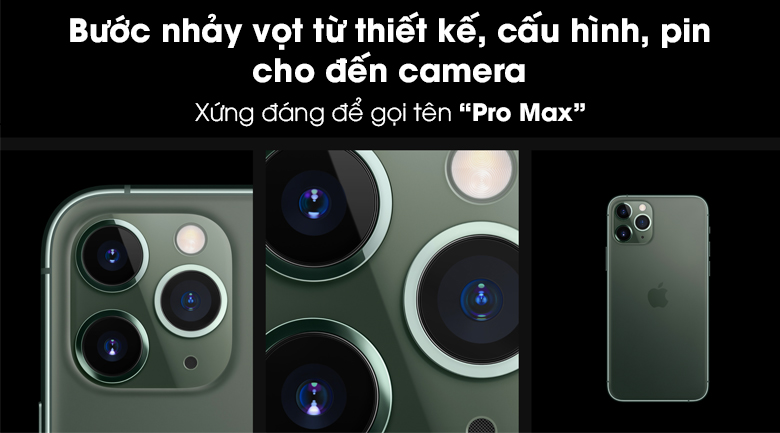 Bước nhảy vọt từ thiết kế, cấu hình, pin
cho đến camera
Xứng đáng để gọi tên “Pro Max”